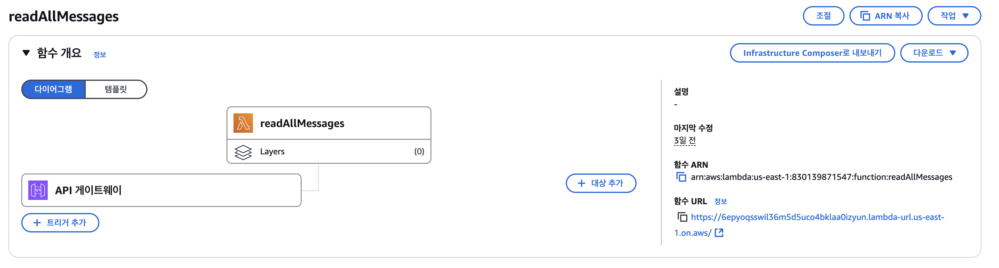 readAllMessages
조절
ARN 복사
작업
함수 개요 정보
Infrastructure Composer로 내보내기
다운로드
다이어그램
템플릿
readAllMessages
Layers (0)
API 게이트웨이
+ 트리거 추가
+ 대상 추가
설명
-
마지막 수정
3일 전
함수 ARN
arn:aws:lambda:us-east-1:830139871547:function:readAllMessages
함수 URL 정보
https://6epyoqsswil36m5d5uco4bklaa0izyun.lambda-url.us-east-
1.on.aws/